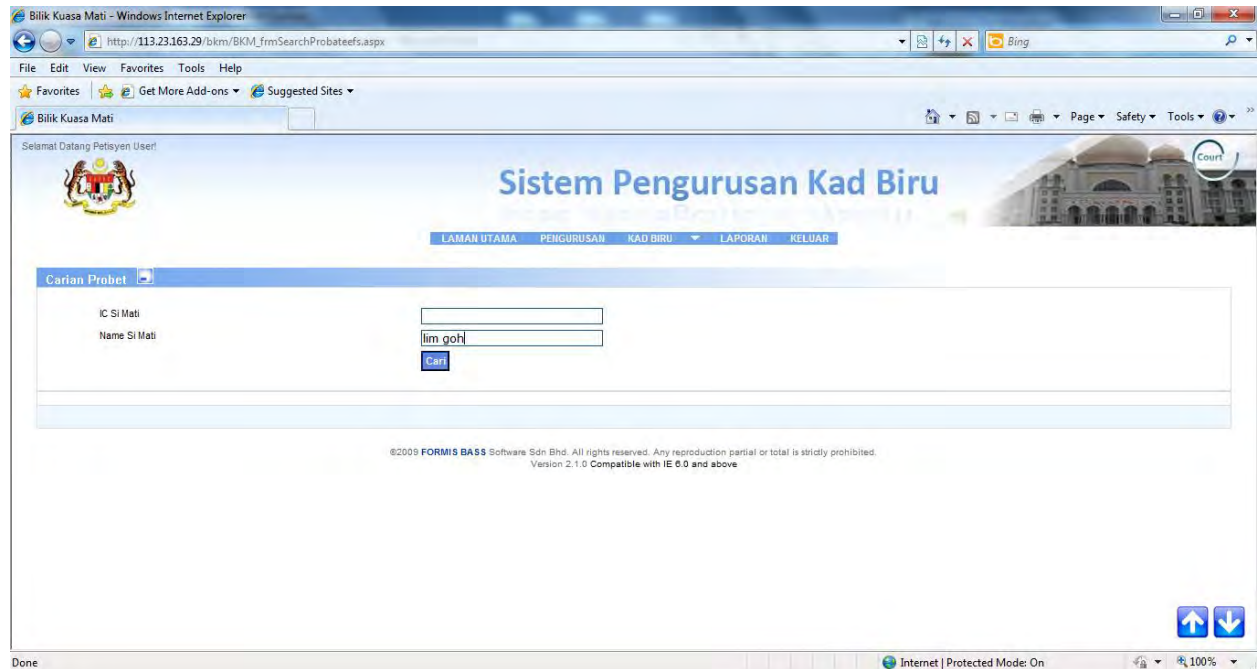 Bilik Kuasa Mati - Windows Internet Explorer
http://113.23.163.29/bkm/BKM_frmSearchProbateefs.aspx
Bing
File Edit View Favorites Tools Help
Favorites Get More Add-ons Suggested Sites
Bilik Kuasa Mati
Page Safety Tools
Selamat Datang Petisyen User!
Sistem Pengurusan Kad Biru
Court
LAMAN UTAMA PENGURUSAN KAD BIRU LAPORAN KELUAR
Carian Probet
IC Si Mati
Name Si Mati lim goh
Cari
©2009 FORMIS BASS Software Sdn Bhd. All rights reserved. Any reproduction partial or total is strictly prohibited.
Version 2.1.0 Compatible with IE 6.0 and above
Done Internet | Protected Mode: On 100%